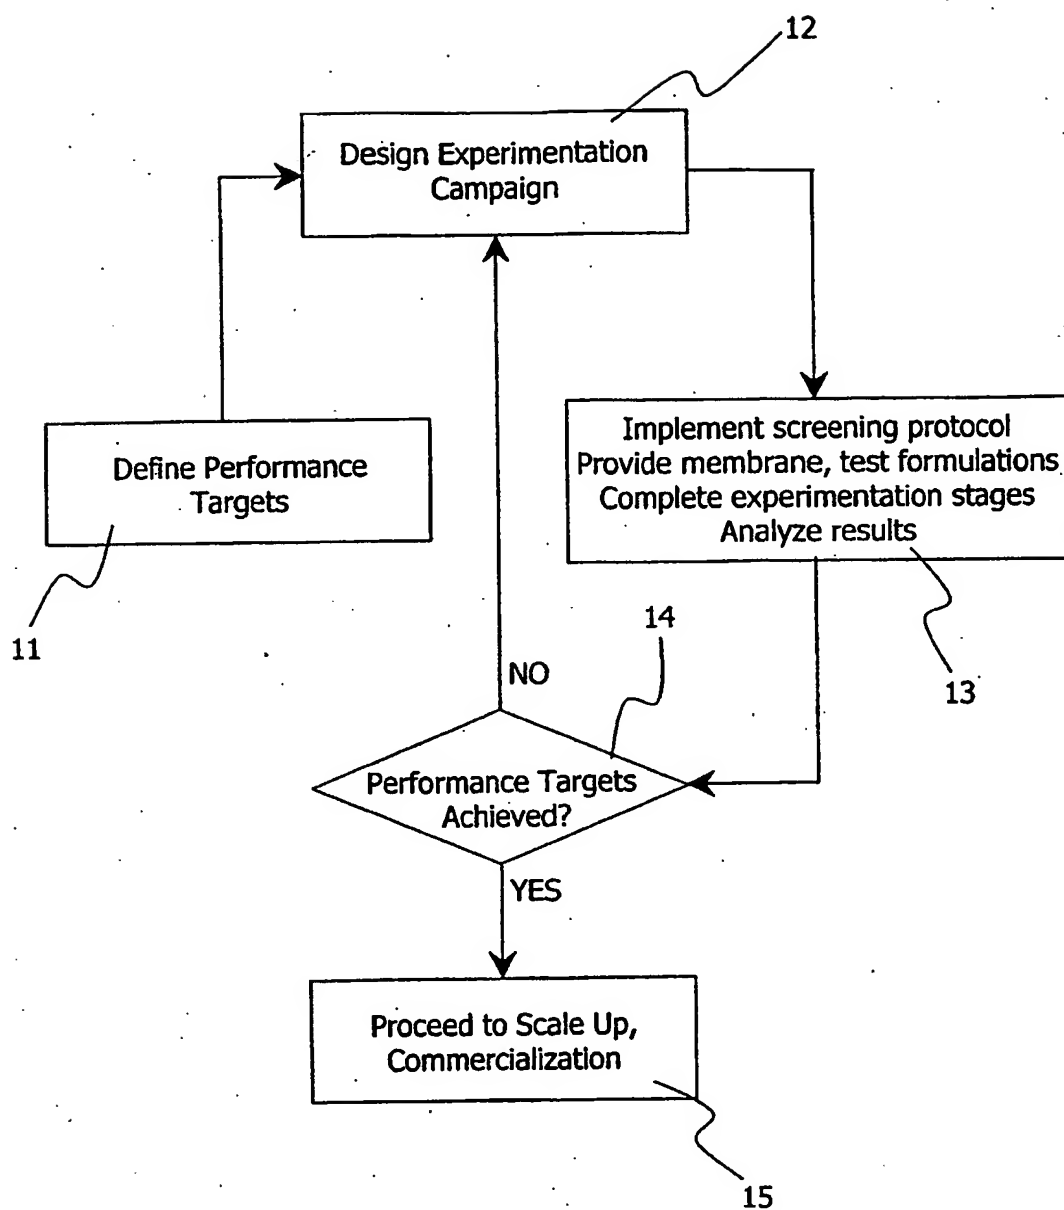 12
Design Experimentation
Campaign
Define Performance
Targets
11
Implement screening protocol
Provide membrane, test formulations
Complete experimentation stages
Analyze results
13
14
NO
Performance Targets
Achieved?
YES
Proceed to Scale Up,
Commercialization
15